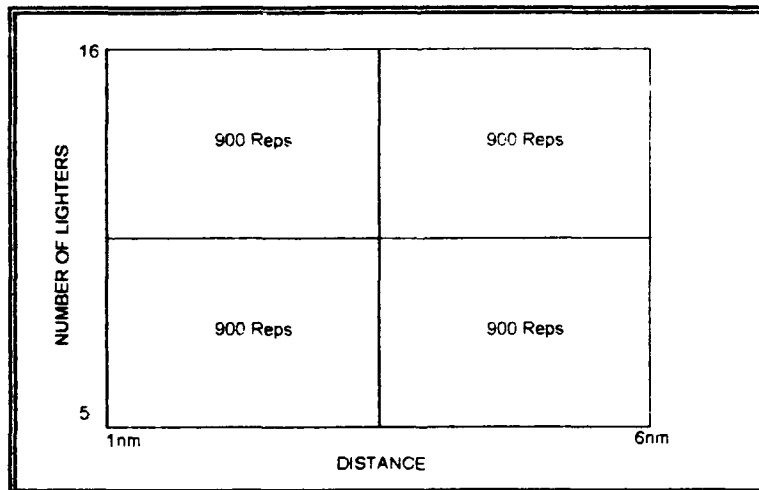 16
900 Reps 900 Reps
NUMBER OF LIGHTERS
900 Reps 900 Reps
5
1nm 6nm
DISTANCE